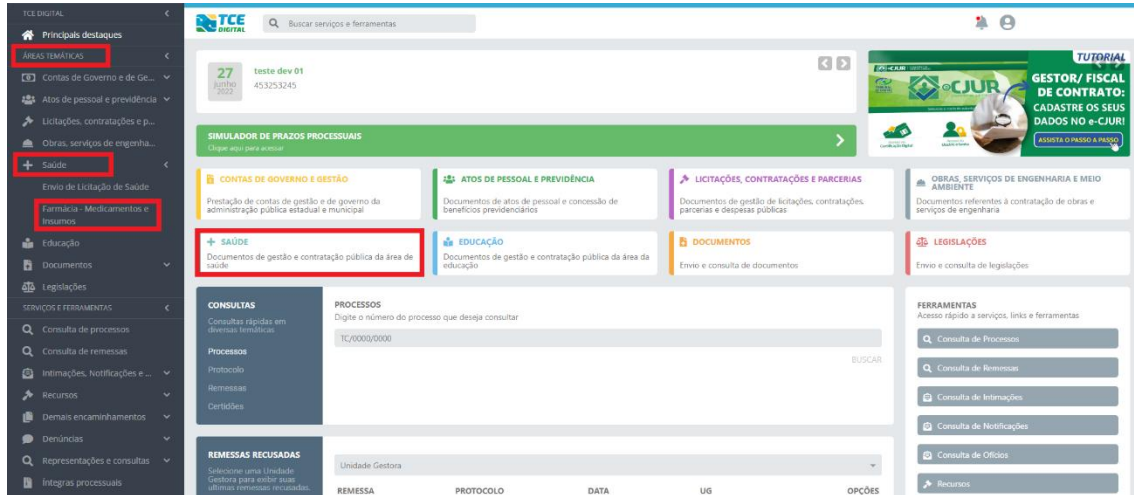 TCE DIGITAL
Principais destaques
ÁREAS TEMÁTICAS
Contas de Governo e de Ge...
Atos de pessoal e previdência
Licitações, contratações e p...
Obras, serviços de engenha...
Saúde
Envio de Licitação de Saúde
Farmácia - Medicamentos e
Insumos
Educação
Documentos
Legislações
SERVIÇOS E FERRAMENTAS
Consulta de processos
Consulta de remessas
Intimações, Notificações e ...
Recursos
Demais encaminhamentos
Denúncias
Representações e consultas
Íntegras processuais
TCE
DIGITAL
Buscar serviços e ferramentas
27
junho
2022
teste dev 01
453253245
SIMULADOR DE PRAZOS PROCESSUAIS
Clique aqui para acessar
e-CJUR
TUTORIAL
GESTOR/ FISCAL
DE CONTRATO:
CADASTRE OS SEUS
DADOS NO e-CJUR!
ASSISTA O PASSO A PASSO
CONTAS DE GOVERNO E GESTÃO
Prestação de contas de gestão e de governo da
administração pública estadual e municipal
ATOS DE PESSOAL E PREVIDÊNCIA
Documentos de atos de pessoal e concessão de
benefícios previdenciários
LICITAÇÕES, CONTRATAÇÕES E PARCERIAS
Documentos de gestão de licitações, contratações,
parcerias e despesas públicas
OBRAS, SERVIÇOS DE ENGENHARIA E MEIO
AMBIENTE
Documentos referentes à contratação de obras e
serviços de engenharia
SAÚDE
Documentos de gestão e contratação pública da área de
saúde
EDUCAÇÃO
Documentos de gestão e contratação pública da área da
educação
DOCUMENTOS
Envio e consulta de documentos
LEGISLAÇÕES
Envio e consulta de legislações
CONSULTAS
Consultas rápidas em
diversas temáticas
Processos
Protocolo
Remessas
Certidões
PROCESSOS
Digite o número do processo que deseja consultar
TC/0000/0000
BUSCAR
REMESSAS RECUSADAS
Selecione uma Unidade
Gestora para exibir suas
ultimas remessas recusadas.
Unidade Gestora
REMESSA
PROTOCOLO
DATA
UG
OPÇÕES
FERRAMENTAS
Acesso rápido a serviços, links e ferramentas
Consulta de Processos
Consulta de Remessas
Consulta de Intimações
Consulta de Notificações
Consulta de Ofícios
Recursos